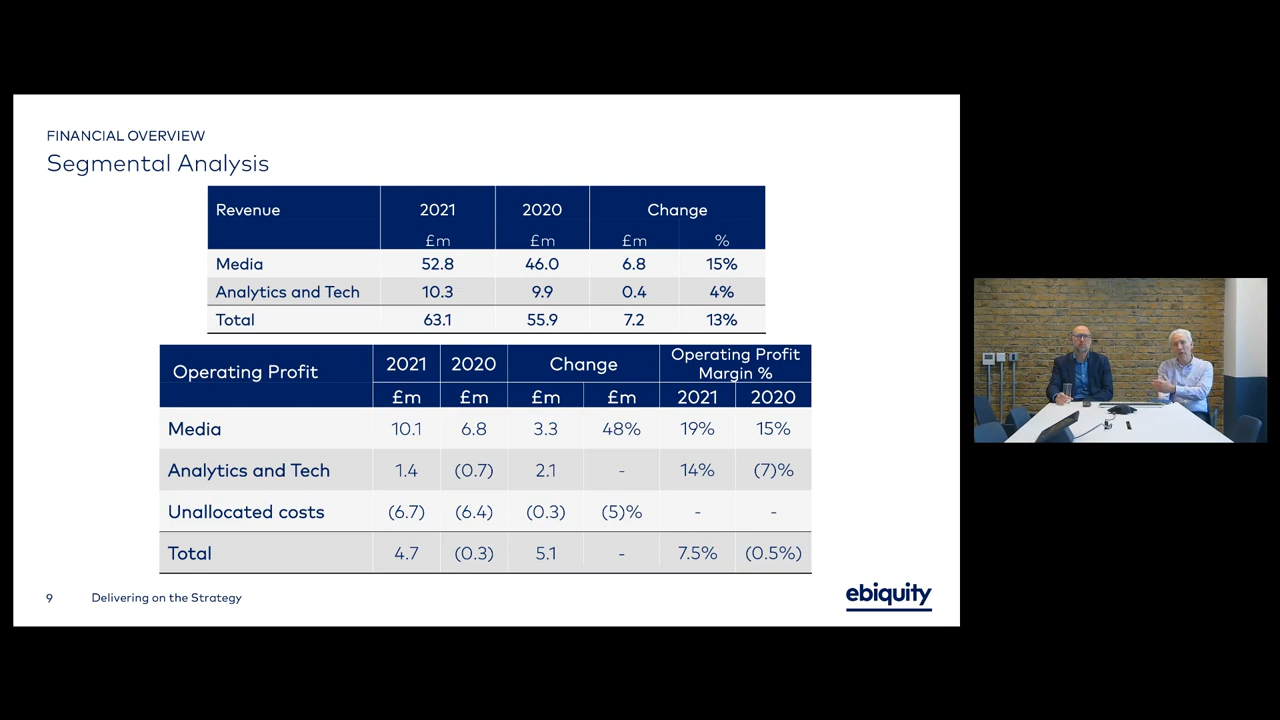 FINANCIAL OVERVIEW
Segmental Analysis
Revenue 2021 2020 Change
£m £m £m %
Media 52.8 46.0 6.8 15%
Analytics and Tech 10.3 9.9 0.4 4%
Total 63.1 55.9 7.2 13%
Operating Profit 2021 2020 Change Operating Profit Margin %
£m £m £m £m 2021 2020
Media 10.1 6.8 3.3 48% 19% 15%
Analytics and Tech 1.4 (0.7) 2.1 - 14% (7)%
Unallocated costs (6.7) (6.4) (0.3) (5)% - -
Total 4.7 (0.3) 5.1 - 7.5% (0.5%)
9 Delivering on the Strategy
ebiquity